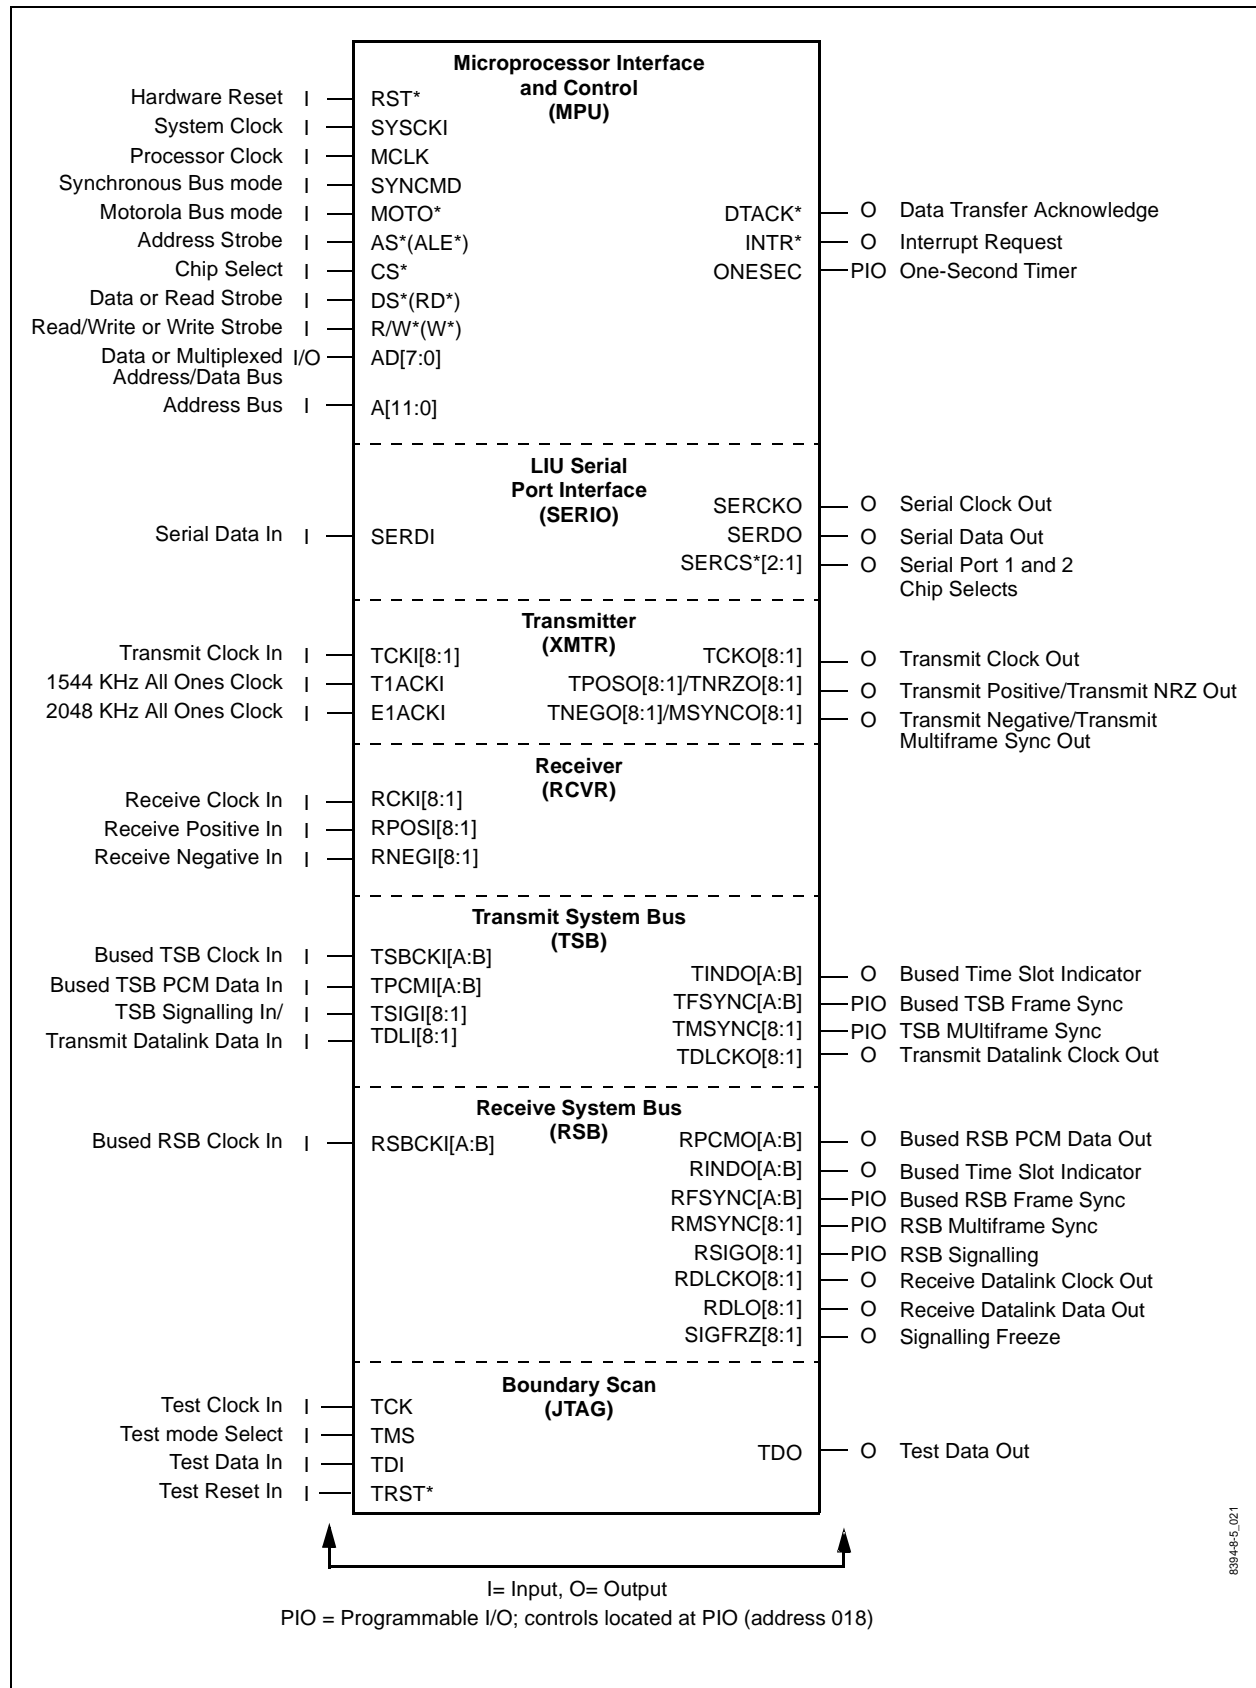 Microprocessor Interface
and Control
(MPU)
Hardware Reset I RST*
System Clock I SYSCKI
Processor Clock I MCLK
Synchronous Bus mode I SYNCMD
Motorola Bus mode I MOTO* DTACK* O Data Transfer Acknowledge
Address Strobe I AS*(ALE*) INTR* O Interrupt Request
Chip Select I CS* ONESEC PIO One-Second Timer
Data or Read Strobe I DS*(RD*)
Read/Write or Write Strobe I R/W*(W*)
Data or Multiplexed I/O AD[7:0]
Address/Data Bus
Address Bus I A[11:0]
LIU Serial
Port Interface
(SERIO)
SERCKO O Serial Clock Out
Serial Data In I SERDI SERDO O Serial Data Out
SERCS*[2:1] O Serial Port 1 and 2
Chip Selects
Transmitter
(XMTR)
Transmit Clock In I TCKI[8:1] TCKO[8:1] O Transmit Clock Out
1544 KHz All Ones Clock I T1ACKI TPOSO[8:1]/TNRZO[8:1] O Transmit Positive/Transmit NRZ Out
2048 KHz All Ones Clock I E1ACKI TNEGO[8:1]/MSYNCO[8:1] O Transmit Negative/Transmit
Multiframe Sync Out
Receiver
(RCVR)
Receive Clock In I RCKI[8:1]
Receive Positive In I RPOSI[8:1]
Receive Negative In I RNEGI[8:1]
Transmit System Bus
(TSB)
Bused TSB Clock In I TSBCKI[A:B]
TINDO[A:B] O Bused Time Slot Indicator
Bused TSB PCM Data In I TPCMI[A:B]
TFSYNC[A:B] PIO Bused TSB Frame Sync
TSB Signalling In/ I TSIGI[8:1]
TMSYNC[8:1] PIO TSB MUltiframe Sync
Transmit Datalink Data In I TDLI[8:1]
TDLCKO[8:1] O Transmit Datalink Clock Out
Receive System Bus
(RSB)
Bused RSB Clock In I RSBCKI[A:B] RPCMO[A:B] O Bused RSB PCM Data Out
RINDO[A:B] O Bused Time Slot Indicator
RFSYNC[A:B] PIO Bused RSB Frame Sync
RMSYNC[8:1] PIO RSB Multiframe Sync
RSIGO[8:1] PIO RSB Signalling
RDLCKO[8:1] O Receive Datalink Clock Out
RDLO[8:1] O Receive Datalink Data Out
SIGFRZ[8:1] O Signalling Freeze
Boundary Scan
(JTAG)
Test Clock In I TCK
Test mode Select I TMS
TDO O Test Data Out
Test Data In I TDI
Test Reset In I TRST*
I= Input, O= Output
PIO = Programmable I/O; controls located at PIO (address 018)
8394-8-5_021